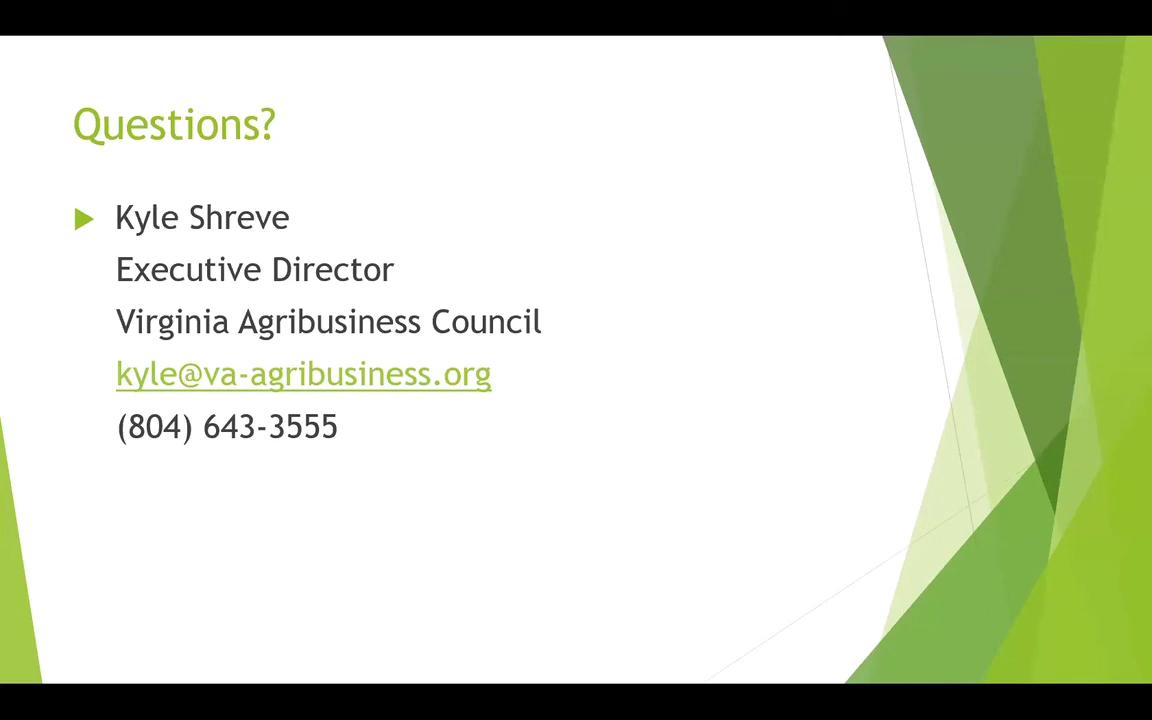 Questions?
Kyle Shreve
Executive Director
Virginia Agribusiness Council
kyle@va-agribusiness.org
(804) 643-3555